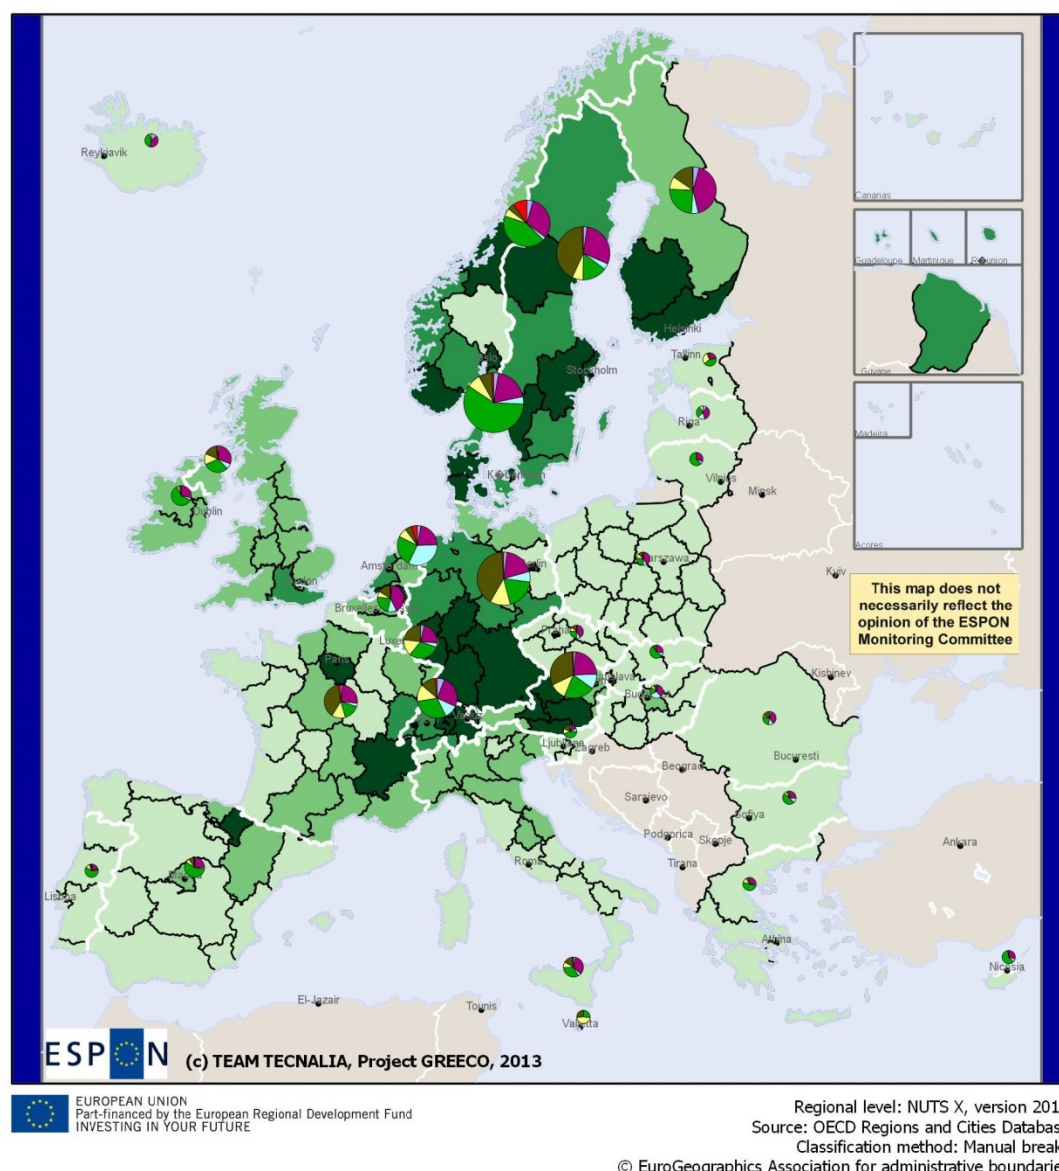 Reykjavik
Canarias
Guadeloupe
Martinique
R�union
Guyane
Madeira
Acores
Helsinki
Tallinn
Stockholm
Riga
Vilnius
Minsk
Dublin
Amsterdam
Warszawa
Kyiv
This map does not
necessarily reflect the
opinion of the ESPON
Monitoring Committee
Praha
Paris
Kishinev
Ljubljana
Zagreb
Bucuresti
Beograd
Sarajevo
Sofiya
Podgorica
Skopje
Tirana
Ankara
Roma
Lisboa
Athina
Nicosia
El-Jazair
Tounis
Valletta
ESPON
(c) TEAM TECNALIA, Project GREECO, 2013
EUROPEAN UNION
Part-financed by the European Regional Development Fund
INVESTING IN YOUR FUTURE
Regional level: NUTS X, version 201
Source: OECD Regions and Cities Databas
Classification method: Manual break
© EuroGeographics Association for administrative boundarie